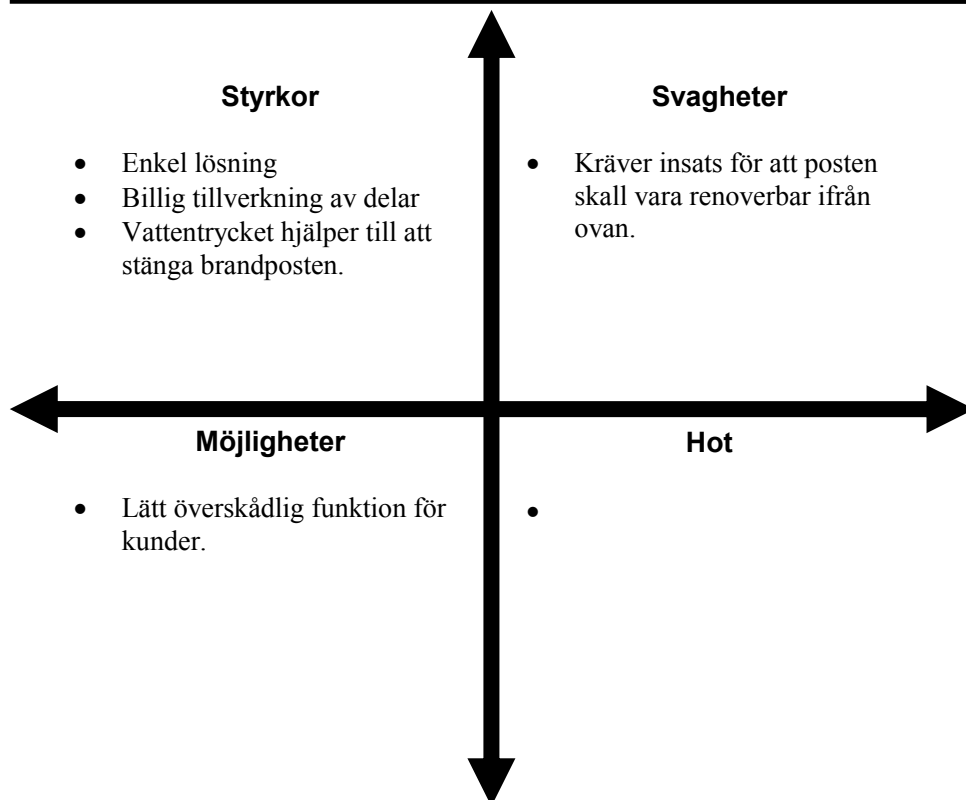 Styrkor
• Enkel lösning
• Billig tillverkning av delar
• Vattentrycket hjälper till att
stänga brandposten.
Svagheter
• Kräver insats för att posten
skall vara renoverbar ifrån
ovan.
Möjligheter
• Lätt överskådlig funktion för
kunder.
Hot
•